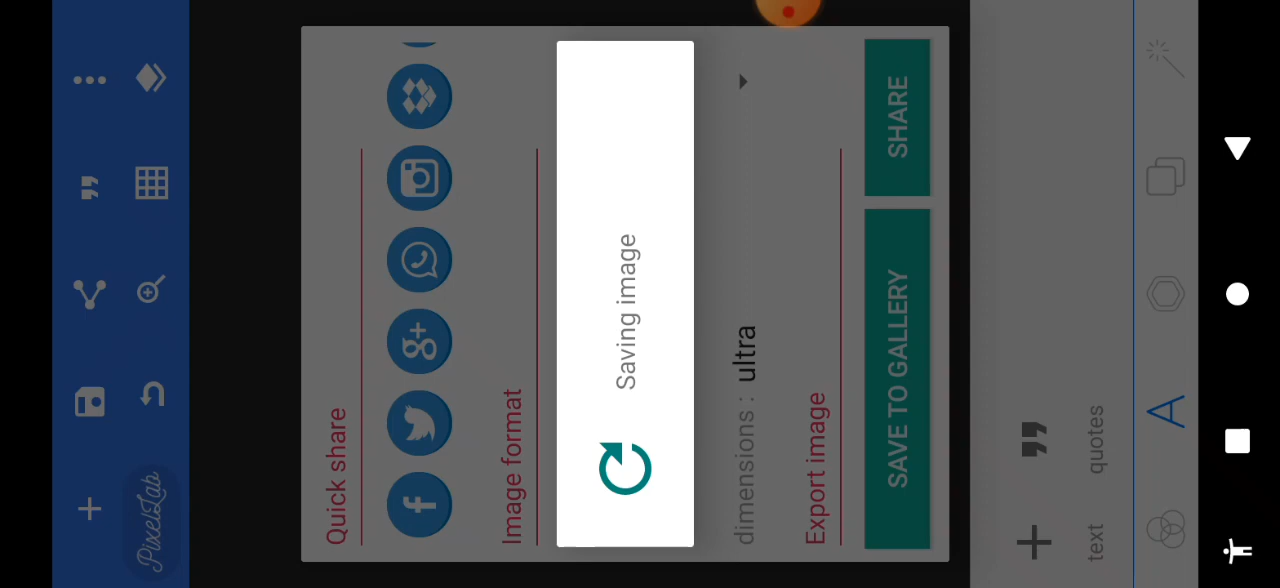 PixelLab
Quick share
Image format
Saving image
dimensions : ultra
Export image
SAVE TO GALLERY
SHARE
text
quotes